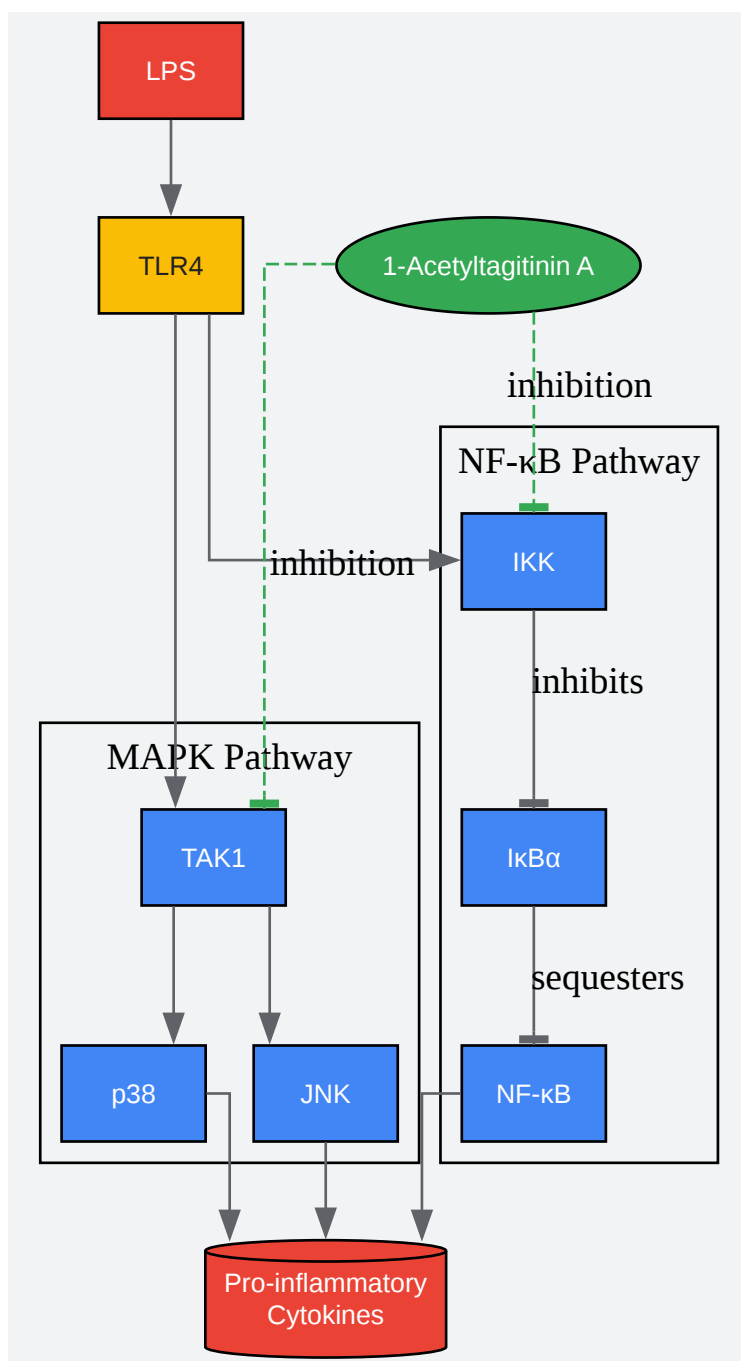 LPS
TLR4
1-Acetyltagitinin A
inhibition
NF-κB Pathway
inhibition
IKK
inhibits
MAPK Pathway
TAK1
IκBα
sequesters
p38
JNK
NF-κB
Pro-inflammatory
Cytokines